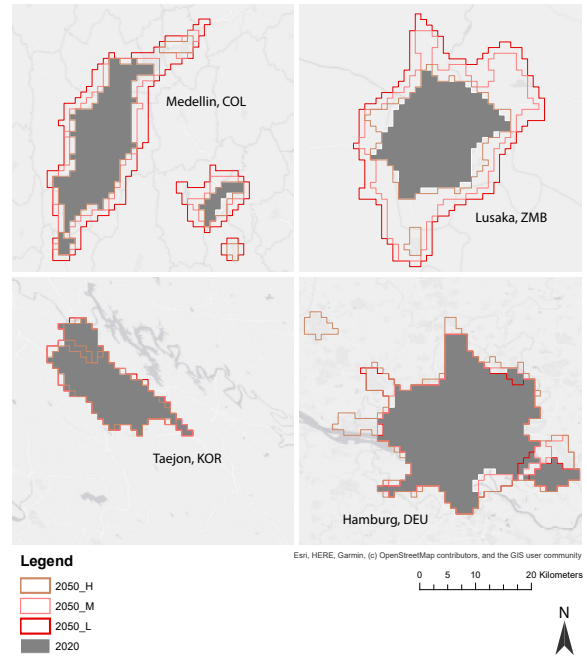 Medellin, COL
Lusaka, ZMB
Taejon, KOR
Hamburg, DEU
Esri, HERE, Garmin, (c) OpenStreetMap contributors, and the GIS user community
Legend
2050_H
2050_M
2050_L
2020
0 5 10 20 Kilometers
N